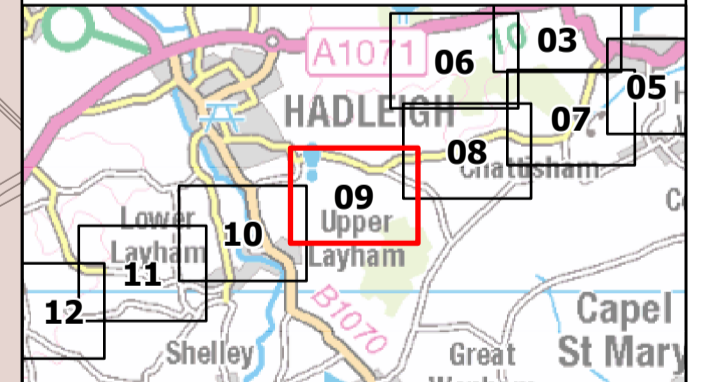 10
03
A1071
06
05
HADLEIGH
07
08
Chattisham
09
Lower
Layham
10
Upper
Layham
11
12
B1070
Capel
St Mary
Shelley
Great